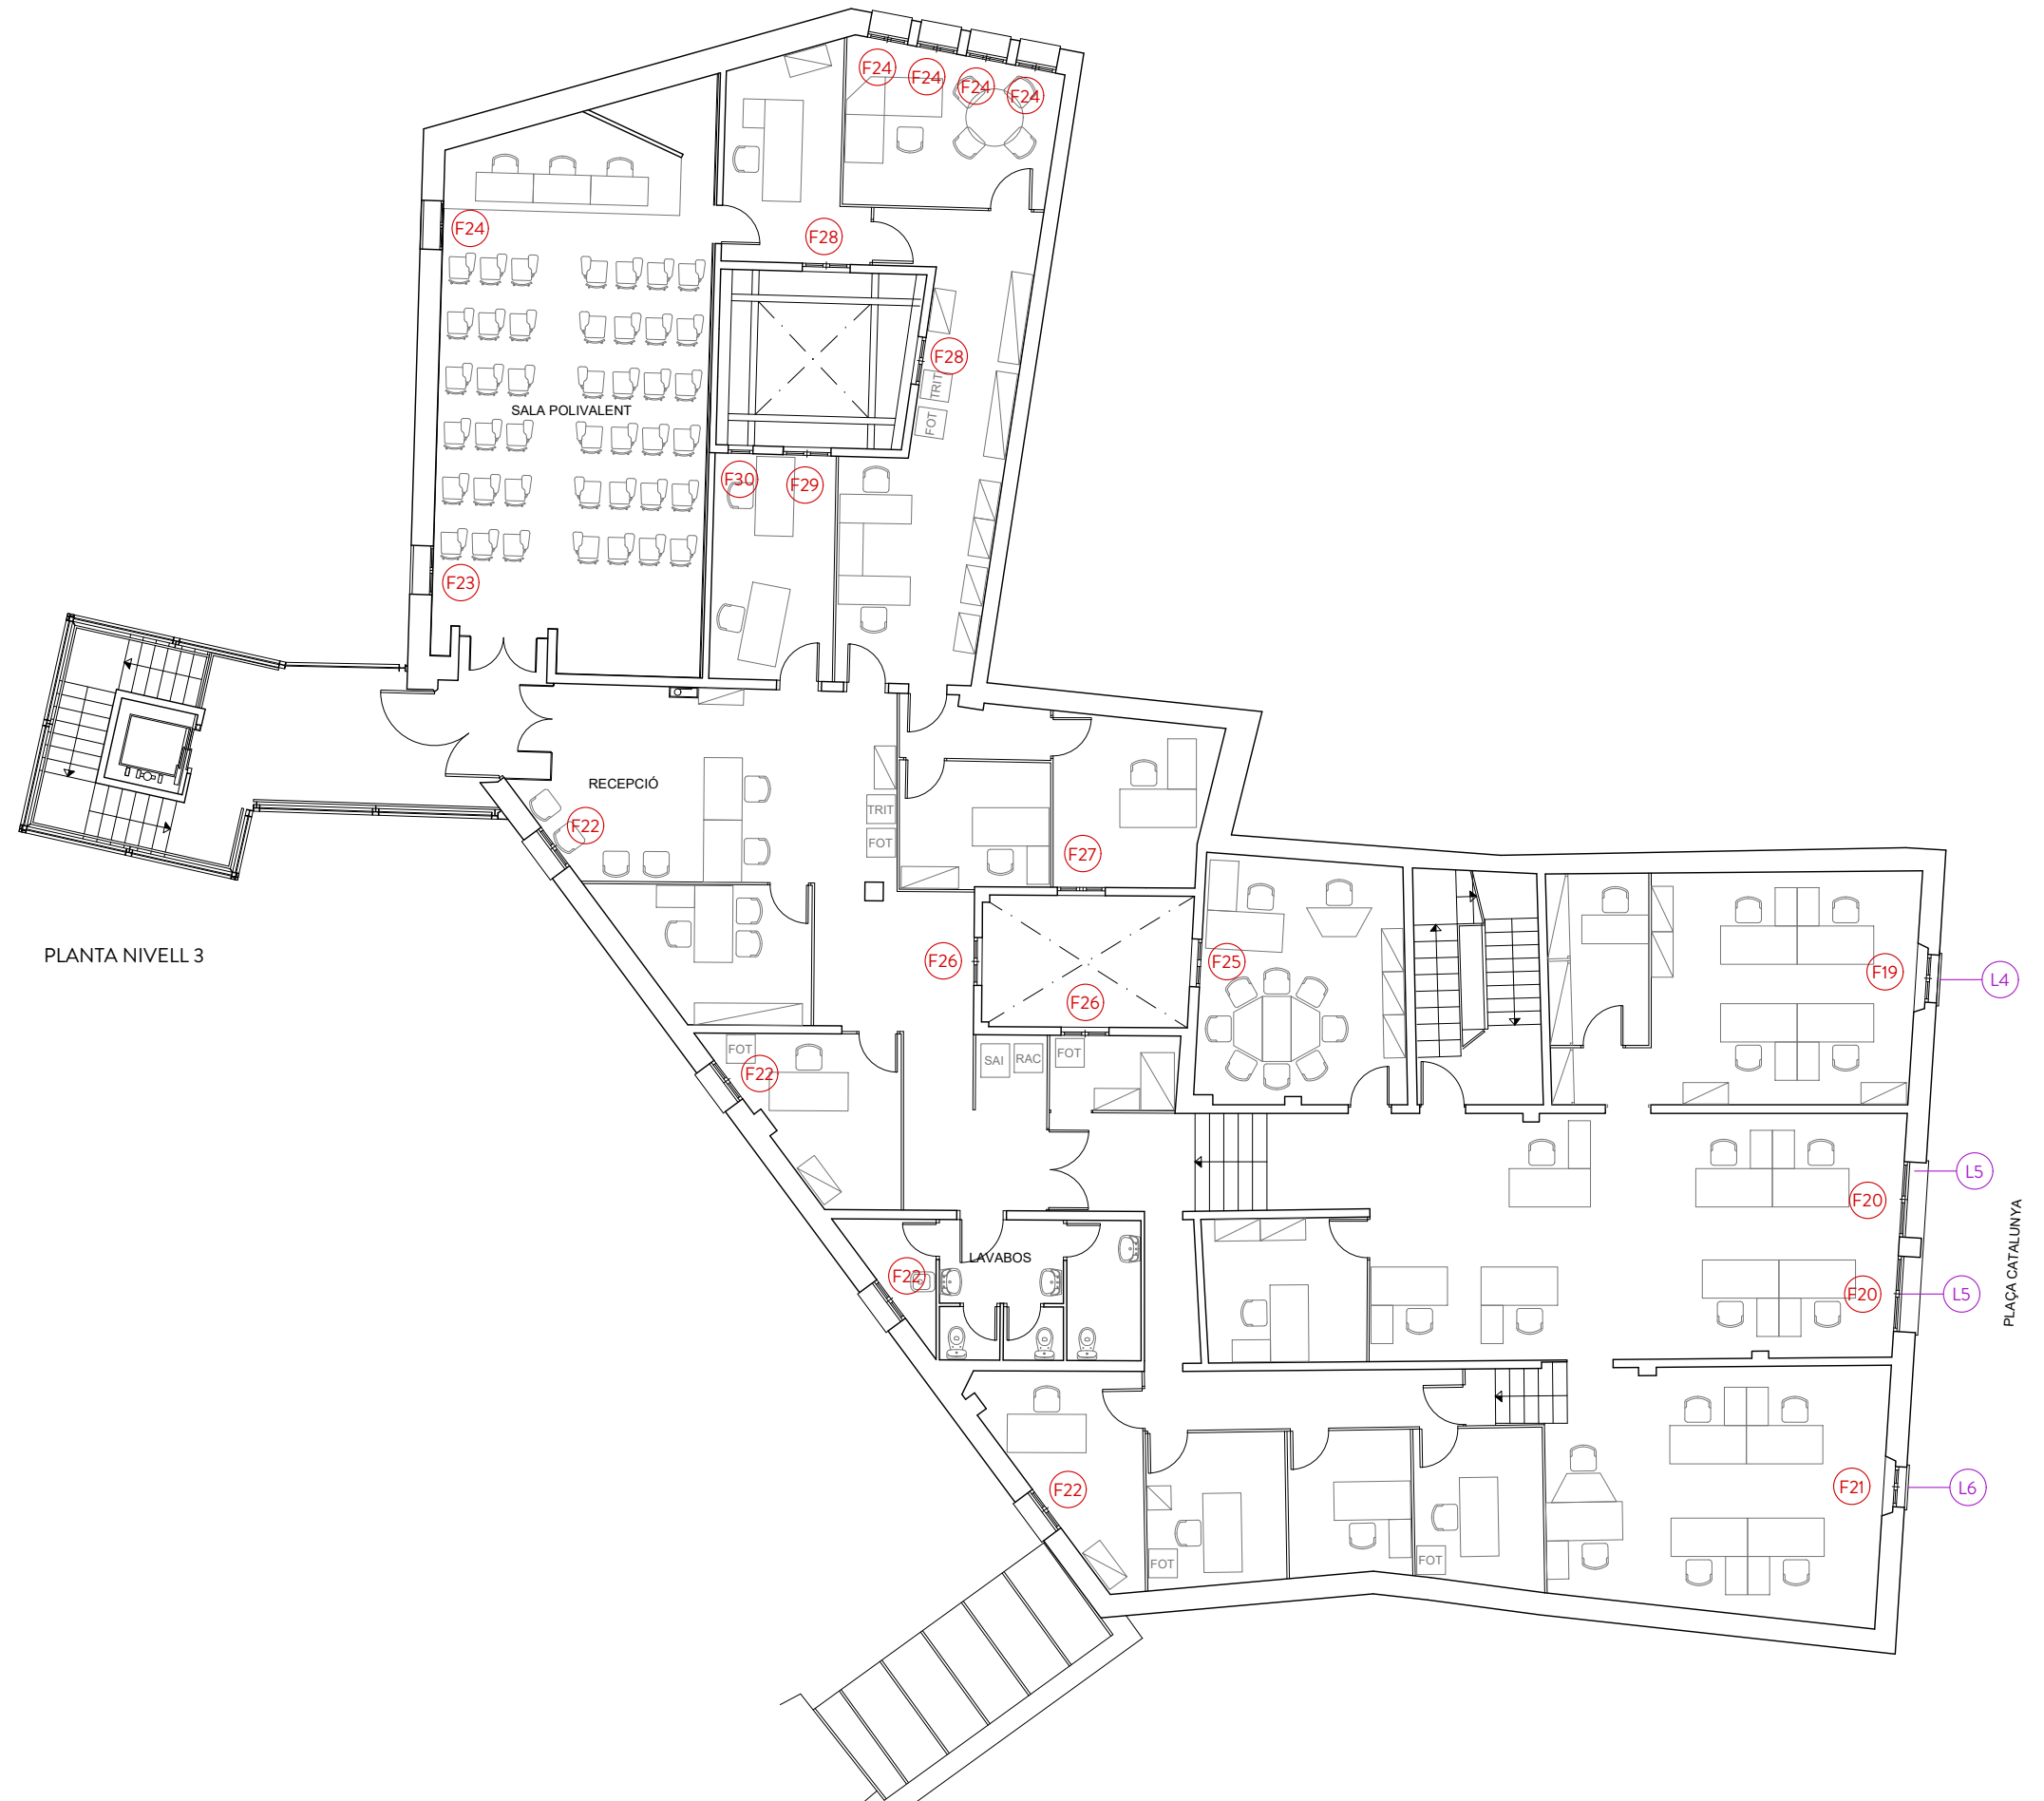 F24
F24
F24
F24
F24
F28
F28
TRIT
FOT
SALA POLIVALENT
F30
F29
F23
RECEPCIÓ
TRIT
FOT
F22
F27
PLANTA NIVELL 3
F26
F25
F26
F19
L4
FOT
F22
SAI
RAC
FOT
L5
F20
PLAÇA CATALUNYA
LAVABOS
F22
F20
L5
F22
F21
L6
FOT
FOT